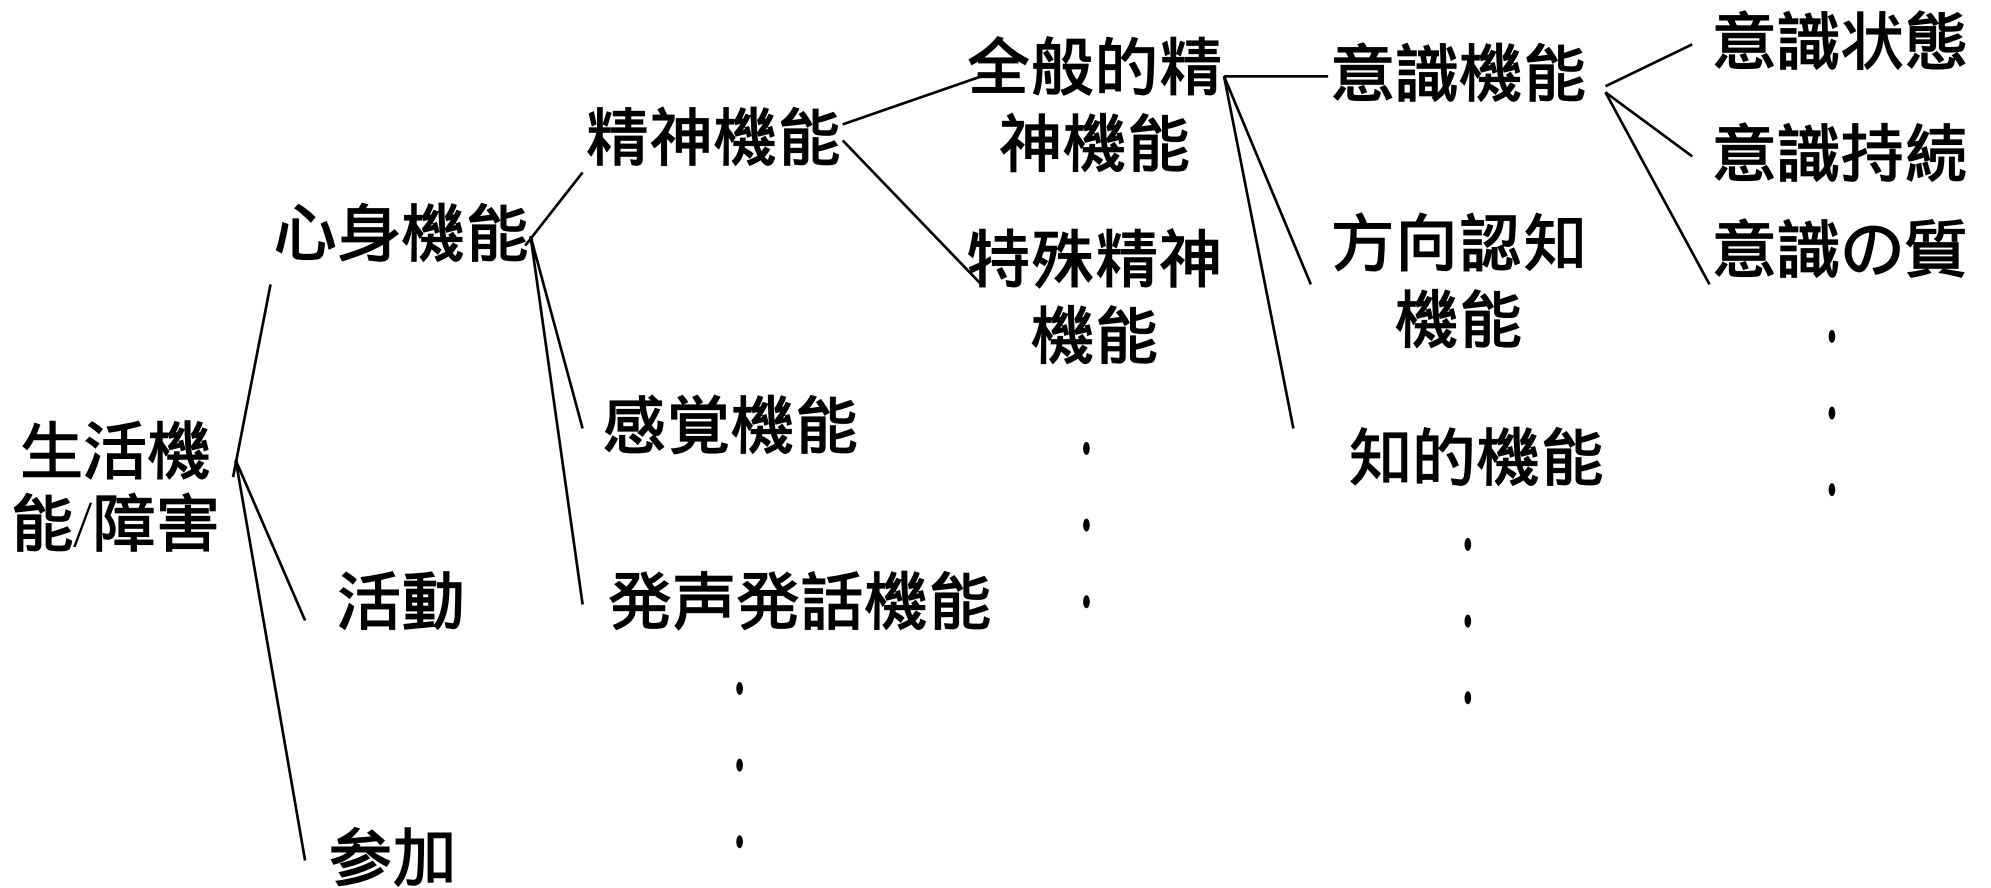 生活機
能/障害
心身機能
活動
参加
精神機能
感覚機能
発声発話機能
・
・
・
全般的精
神機能
特殊精神
機能
・
・
・
意識機能
方向認知
機能
知的機能
・
・
・
意識状態
意識持続
意識の質
・
・
・